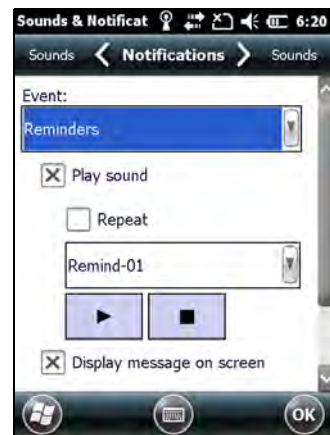 Sounds & Notificat 6:20
Sounds Notifications Sounds
Event:
Reminders
Play sound
Repeat
Remind-01
Display message on screen
OK